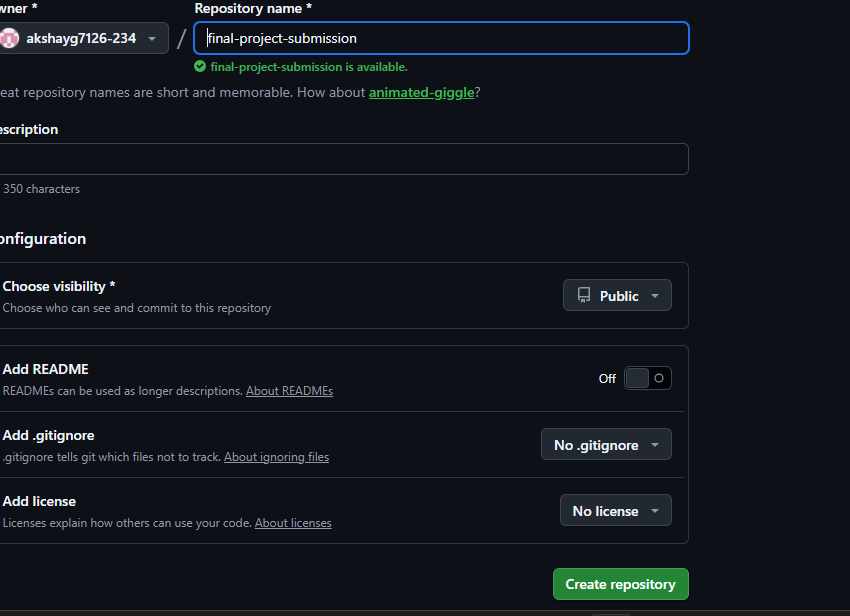 wner *
Repository name *
akshayg7126-234
/
final-project-submission
final-project-submission is available.
eat repository names are short and memorable. How about animated-giggle?
escription
350 characters
onfiguration
Choose visibility *
Choose who can see and commit to this repository
Public
Add README
READMEs can be used as longer descriptions. About READMEs
Off
Add .gitignore
.gitignore tells git which files not to track. About ignoring files
No .gitignore
Add license
Licenses explain how others can use your code. About licenses
No license
Create repository